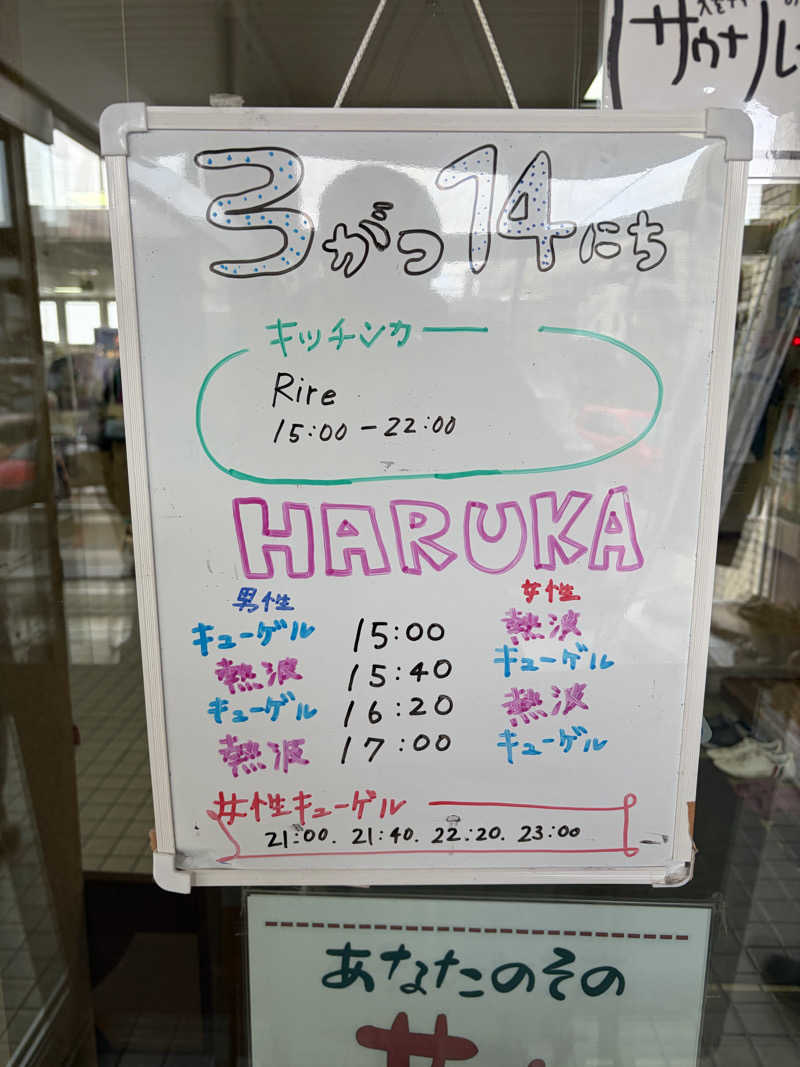 サウナル
3がつ14にち
キッチンカー
Rire
15:00-22:00
HARUKA
男性 女性
キューゲル 15:00 熱波
熱波 15:40 キューゲル
キューゲル 16:20 熱波
熱波 17:00 キューゲル
女性キューゲル
21:00. 21:40. 22:20. 23:00
あなたのその